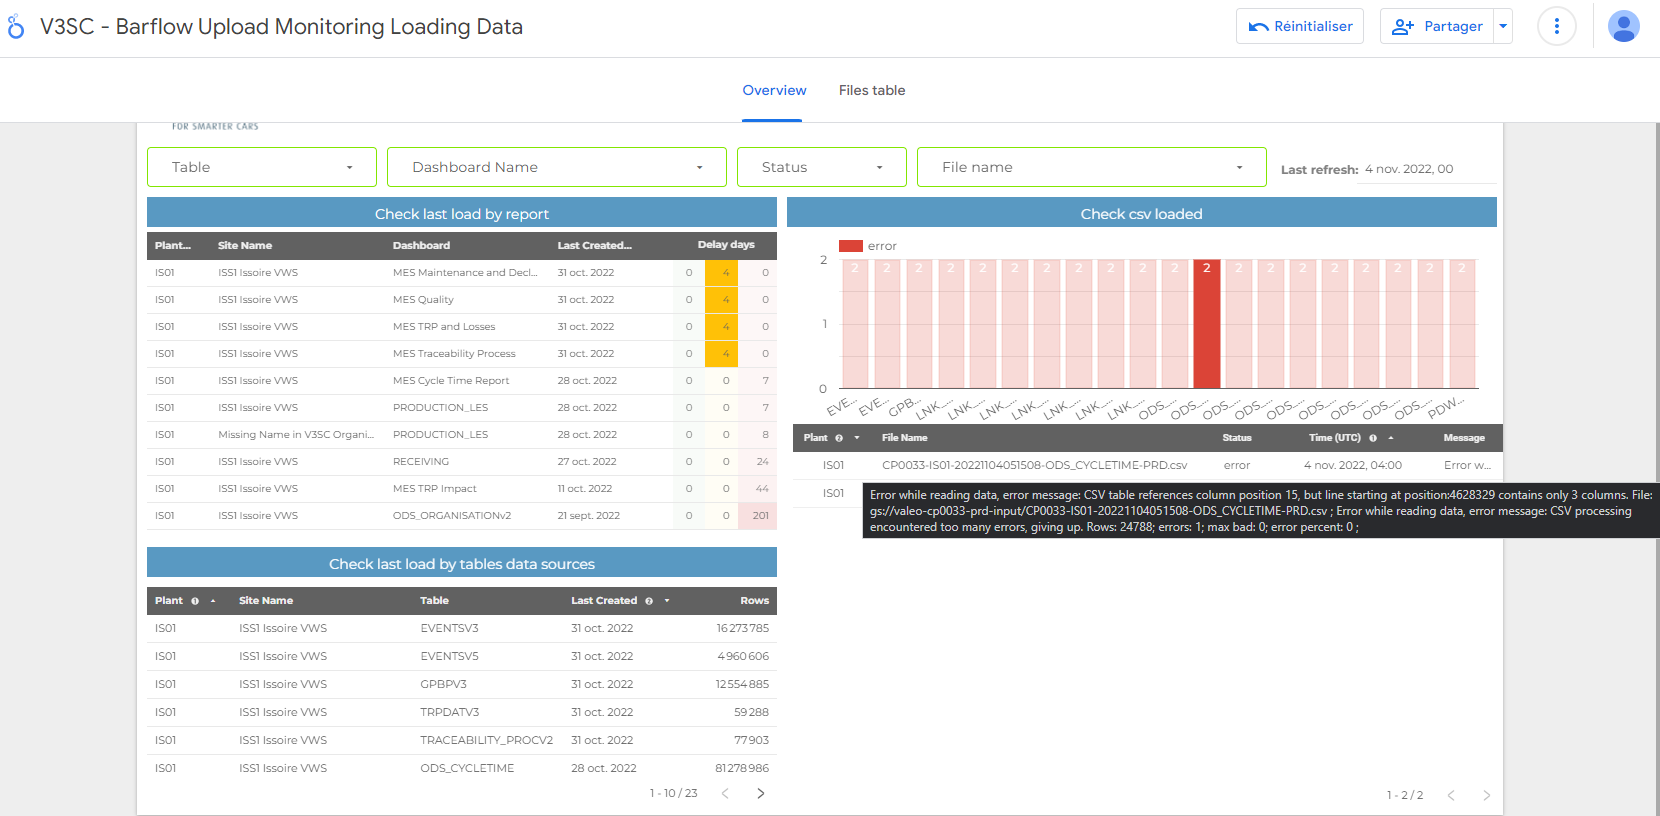 V3SC - Barflow Upload Monitoring Loading Data
Réinitialiser
Partager
Overview
Files table
FOR SMARTER CARS
Table
Dashboard Name
Status
File name
Last refresh: 4 nov. 2022, 00
Check last load by report
Plant... Site Name Dashboard Last Created... Delay days
IS01 ISS1 Issoire VWS MES Maintenance and Decl... 31 oct. 2022 0 4 0
IS01 ISS1 Issoire VWS MES Quality 31 oct. 2022 0 4 0
IS01 ISS1 Issoire VWS MES TRP and Losses 31 oct. 2022 0 4 0
IS01 ISS1 Issoire VWS MES Traceability Process 31 oct. 2022 0 4 0
IS01 ISS1 Issoire VWS MES Cycle Time Report 28 oct. 2022 0 0 7
IS01 ISS1 Issoire VWS PRODUCTION_LES 28 oct. 2022 0 0 7
IS01 Missing Name in V3SC Organi... PRODUCTION_LES 28 oct. 2022 0 0 8
IS01 ISS1 Issoire VWS RECEIVING 27 oct. 2022 0 0 24
IS01 ISS1 Issoire VWS MES TRP Impact 11 oct. 2022 0 0 44
IS01 ISS1 Issoire VWS ODS_ORGANISATIONv2 21 sept. 2022 0 0 201
Check last load by tables data sources
Plant Site Name Table Last Created Rows
IS01 ISS1 Issoire VWS EVENTSV3 31 oct. 2022 16 273 785
IS01 ISS1 Issoire VWS EVENTSV5 31 oct. 2022 4 960 606
IS01 ISS1 Issoire VWS GPBPV3 31 oct. 2022 12 554 885
IS01 ISS1 Issoire VWS TRPDATV3 31 oct. 2022 59 288
IS01 ISS1 Issoire VWS TRACEABILITY_PROCV2 31 oct. 2022 77 903
IS01 ISS1 Issoire VWS ODS_CYCLETIME 28 oct. 2022 81 278 986
1 - 10 / 23
Check csv loaded
error
2
1
0
2 2 2 2 2 2 2 2 2 2 2 2 2 2 2 2 2 2 2 2
EVE... EVE... GPB... LNK_... LNK_... LNK_... LNK_... LNK_... LNK_... LNK_... ODS_... ODS_... ODS_... ODS_... ODS_... ODS_... ODS_... ODS_... ODS_... PDW...
Plant File Name Status Time (UTC) Message
IS01 CP0033-IS01-20221104051508-ODS_CYCLETIME-PRD.csv error 4 nov. 2022, 04:00 Error w...
IS01
Error while reading data, error message: CSV table references column position 15, but line starting at position:4628329 contains only 3 columns. File:
gs://valeo-cp0033-prd-input/CP0033-IS01-20221104051508-ODS_CYCLETIME-PRD.csv ; Error while reading data, error message: CSV processing
encountered too many errors, giving up. Rows: 24788; errors: 1; max bad: 0; error percent: 0 ;
1 - 2 / 2